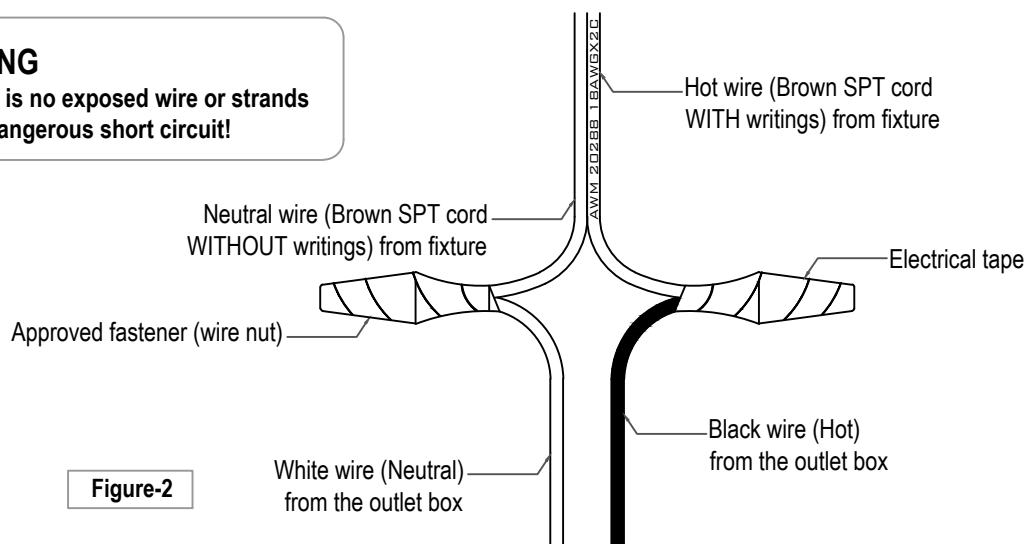 NG
is no exposed wire or strands
angerous short circuit!
AWM 20288 18AWGX2C
Hot wire (Brown SPT cord
WITH writings) from fixture
Neutral wire (Brown SPT cord
WITHOUT writings) from fixture
Electrical tape
Approved fastener (wire nut)
Black wire (Hot)
from the outlet box
White wire (Neutral)
from the outlet box
Figure-2